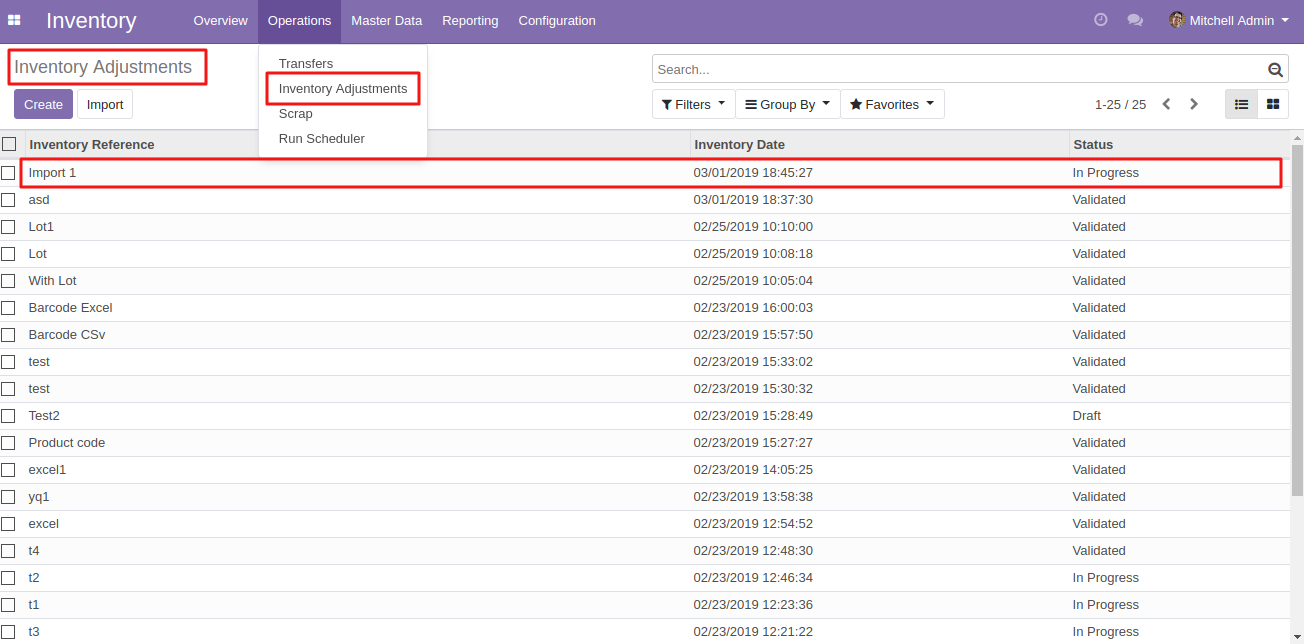 Inventory Overview Operations Master Data Reporting Configuration Mitchell Admin
Inventory Adjustments
Search...
Transfers
Inventory Adjustments
Scrap
Run Scheduler
Create Import
Filters Group By Favorites 1-25 / 25
Inventory Reference Inventory Date Status
Import 1 03/01/2019 18:45:27 In Progress
asd 03/01/2019 18:37:30 Validated
Lot1 02/25/2019 10:10:00 Validated
Lot 02/25/2019 10:08:18 Validated
With Lot 02/25/2019 10:05:04 Validated
Barcode Excel 02/23/2019 16:00:03 Validated
Barcode CSv 02/23/2019 15:57:50 Validated
test 02/23/2019 15:33:02 Validated
test 02/23/2019 15:30:32 Validated
Test2 02/23/2019 15:28:49 Draft
Product code 02/23/2019 15:27:27 Validated
excel1 02/23/2019 14:05:25 Validated
yq1 02/23/2019 13:58:38 Validated
excel 02/23/2019 12:54:52 Validated
t4 02/23/2019 12:48:30 Validated
t2 02/23/2019 12:46:34 In Progress
t1 02/23/2019 12:23:36 In Progress
t3 02/23/2019 12:21:22 In Progress